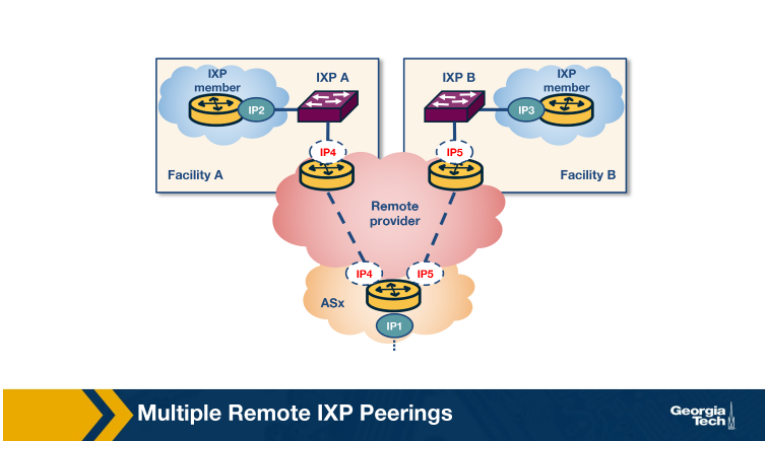 IXP
member
IXP A
IXP B
IXP
member
IP2
IP3
IP4
IP5
Facility A
Facility B
Remote
provider
IP4
IP5
ASx
IP1
Multiple Remote IXP Peerings
Georgia
Tech